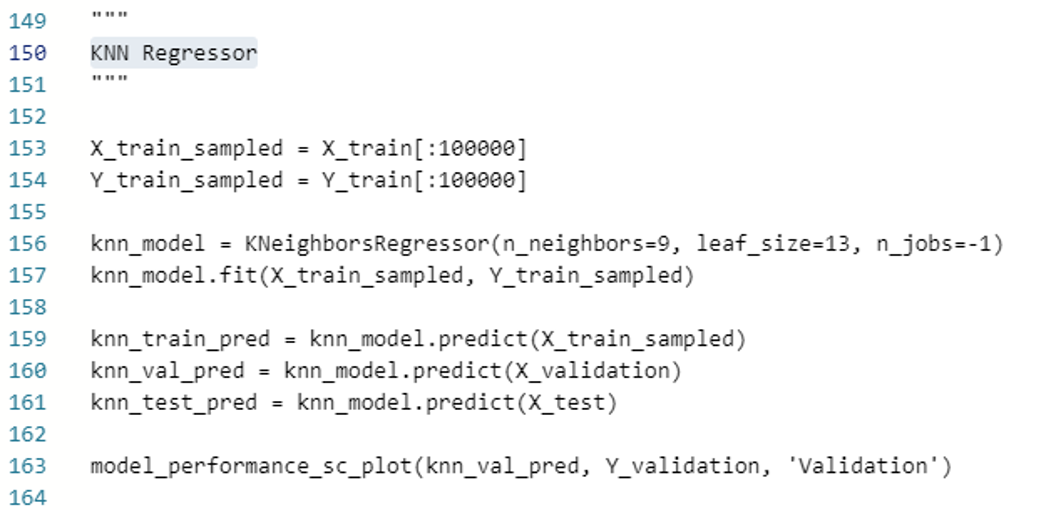 149 """
150 KNN Regressor
151 """
152
153 X_train_sampled = X_train[:100000]
154 Y_train_sampled = Y_train[:100000]
155
156 knn_model = KNeighborsRegressor(n_neighbors=9, leaf_size=13, n_jobs=-1)
157 knn_model.fit(X_train_sampled, Y_train_sampled)
158
159 knn_train_pred = knn_model.predict(X_train_sampled)
160 knn_val_pred = knn_model.predict(X_validation)
161 knn_test_pred = knn_model.predict(X_test)
162
163 model_performance_sc_plot(knn_val_pred, Y_validation, 'Validation')
164